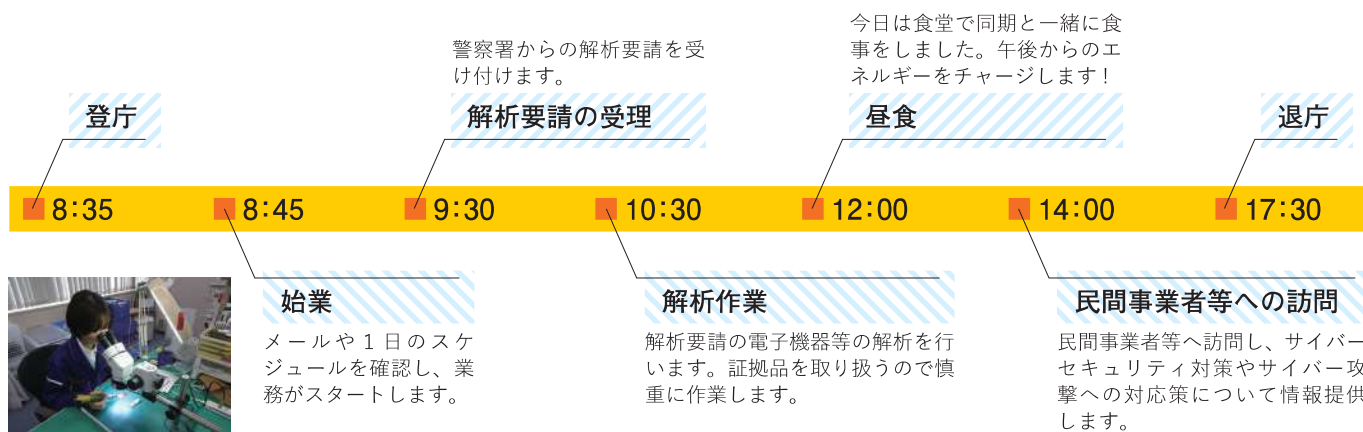 登庁
8:35
8:45
始業
メールや1日のスケ
ジュールを確認し、業
務がスタートします。
警察署からの解析要請を受
け付けます。
解析要請の受理
9:30
10:30
解析作業
解析要請の電子機器等の解析を行
います。証拠品を取り扱うので慎
重に作業します。
今日は食堂で同期と一緒に食
事をしました。午後からのエ
ネルギーをチャージします!
昼食
12:00
14:00
民間事業者等への訪問
民間事業者等へ訪問し、サイバー
セキュリティ対策やサイバー攻
撃への対応策について情報提供
します。
退庁
17:30